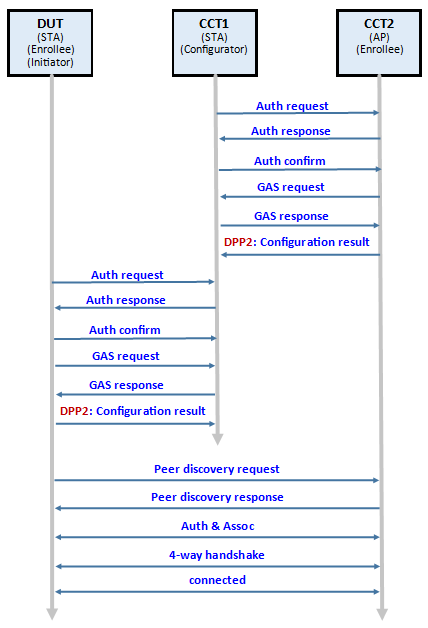 DUT
(STA)
(Enrollee)
(Initiator)
CCT1
(STA)
(Configurator)
CCT2
(AP)
(Enrollee)
Auth request
Auth response
Auth confirm
GAS request
GAS response
DPP2: Configuration result
Auth request
Auth response
Auth confirm
GAS request
GAS response
DPP2: Configuration result
Peer discovery request
Peer discovery response
Auth & Assoc
4-way handshake
connected